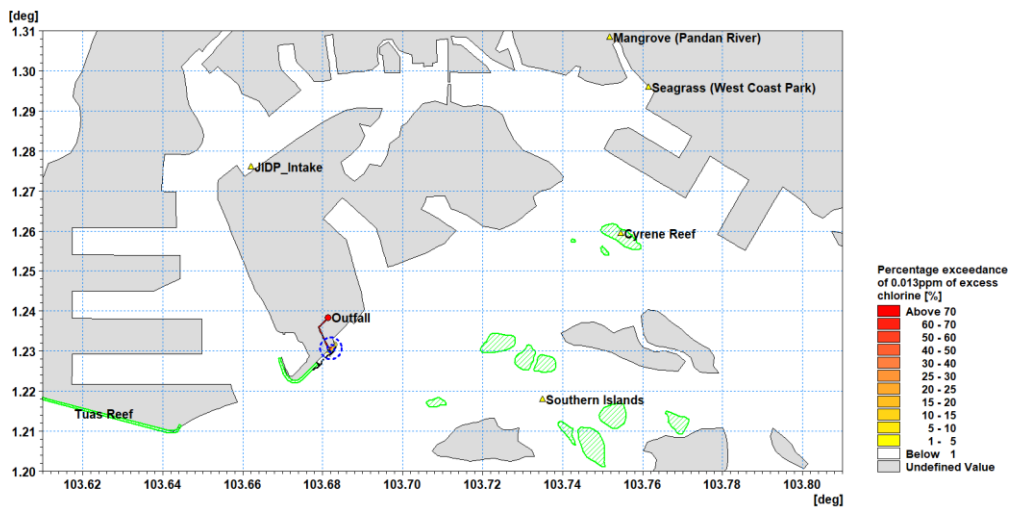 [deg]
1.31
1.30
1.29
1.28
1.27
1.26
1.25
1.24
1.23
1.22
1.21
1.20
Mangrove (Pandan River)
Seagrass (West Coast Park)
JIDP_Intake
Cyrene Reef
Outfall
Southern Islands
Tuas Reef
103.62 103.64 103.66 103.68 103.70 103.72 103.74 103.76 103.78 103.80
[deg]
Percentage exceedance
of 0.013ppm of excess
chlorine [%]
Above 70
60 - 70
50 - 60
40 - 50
30 - 40
25 - 30
20 - 25
15 - 20
10 - 15
5 - 10
1 - 5
Below 1
Undefined Value